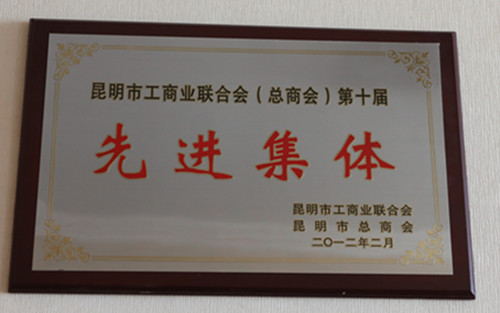 昆明市工商业联合会（总商会）第十届
先进集体
昆明市工商业联合会
昆明市总商会
二〇一二年二月